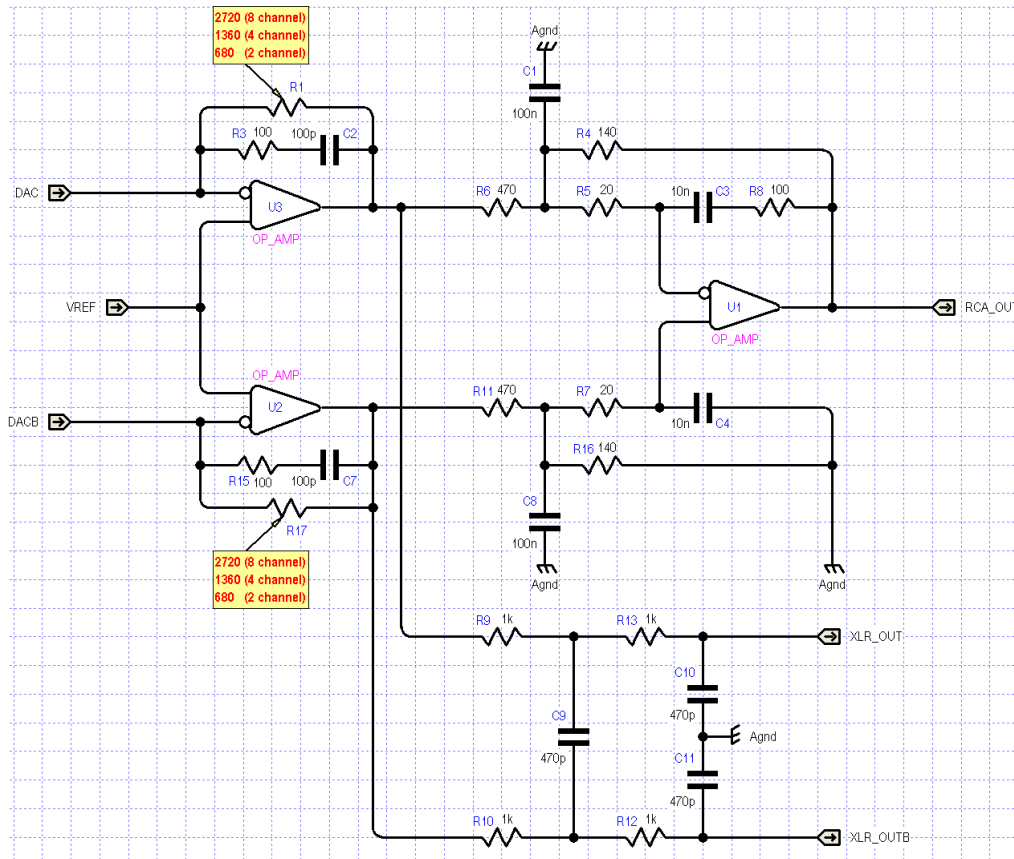 2720 (8 channel)
1360 (4 channel)
680 (2 channel)
Agnd
R1
C1
100n
R3 100
100p C2
R4 140
DAC
U3
OP_AMP
R6 470
R5 20
10n C3
R8 100
VREF
U1
OP_AMP
RCA_OU
OP_AMP
U2
DACB
R11 470
R7 20
10n C4
R16 140
R15 100
100p C7
R17
C8
100n
Agnd
Agnd
2720 (8 channel)
1360 (4 channel)
680 (2 channel)
R9 1k
R13 1k
XLR_OUT
C10
470p
C9
470p
Agnd
C11
470p
R10 1k
R12 1k
XLR_OUTB